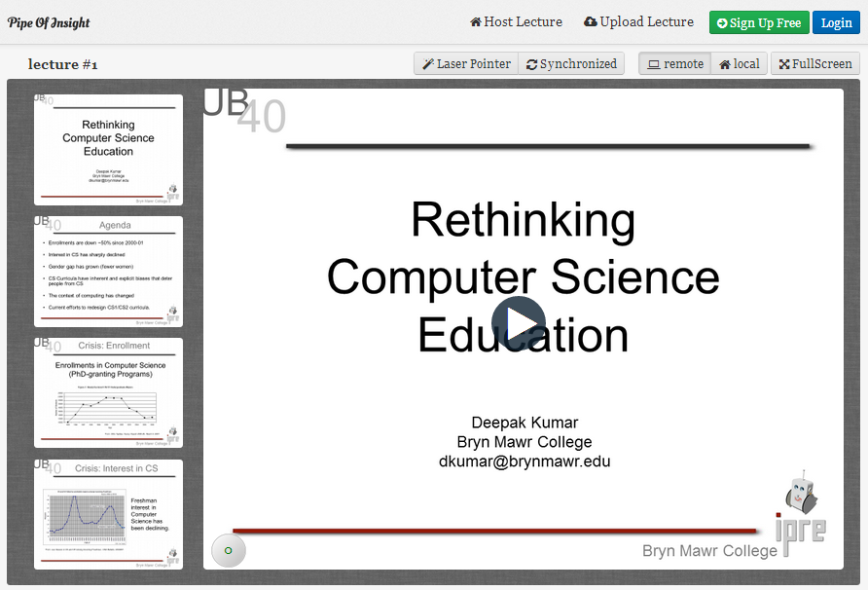 Pipe Of Insight
Host Lecture
Upload Lecture
Sign Up Free
Login
lecture #1
Laser Pointer
Synchronized
remote
local
FullScreen
UB
40
Rethinking
Computer Science
Education
Deepak Kumar
Bryn Mawr College
dkumar@brynmawr.edu
ipre
Bryn Mawr College
UB
40
Agenda
• Enrollments are down ~50% since 2000-01
• Interest in CS has sharply declined
• Gender gap has grown (fewer women)
• CS Curricula have inherent and explicit biases that deter
people from CS
• The context of computing has changed
• Current efforts to redesign CS1/CS2 curricula.
ipre
Bryn Mawr College
UB
40
Crisis: Enrollment
Enrollments in Computer Science
(PhD-granting Programs)
ipre
Bryn Mawr College
UB
40
Crisis: Interest in CS
Freshman
interest in
Computer
Science has
been declining.
ipre
Bryn Mawr College
UB
40
Rethinking
Computer Science
Education
Deepak Kumar
Bryn Mawr College
dkumar@brynmawr.edu
ipre
Bryn Mawr College